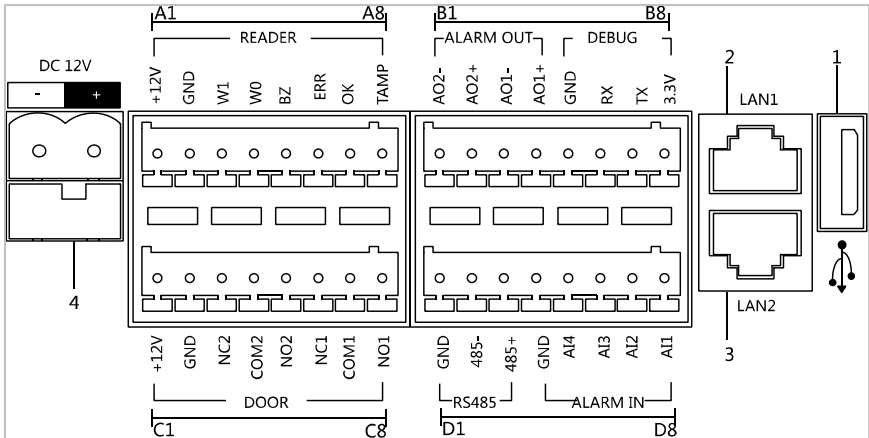 A1 A8 B1 B8
READER ALARM OUT DEBUG
DC 12V
- +
+12V GND W1 W0 BZ ERR OK TAMP AO2- AO2+ AO1- AO1+ GND RX TX 3.3V
2 1
LAN1
4
LAN2
3
+12V GND NC2 COM2 NO2 NC1 COM1 NO1 GND 485- 485+ GND AI4 AI3 AI2 AI1
DOOR RS485 ALARM IN
C1 C8 D1 D8